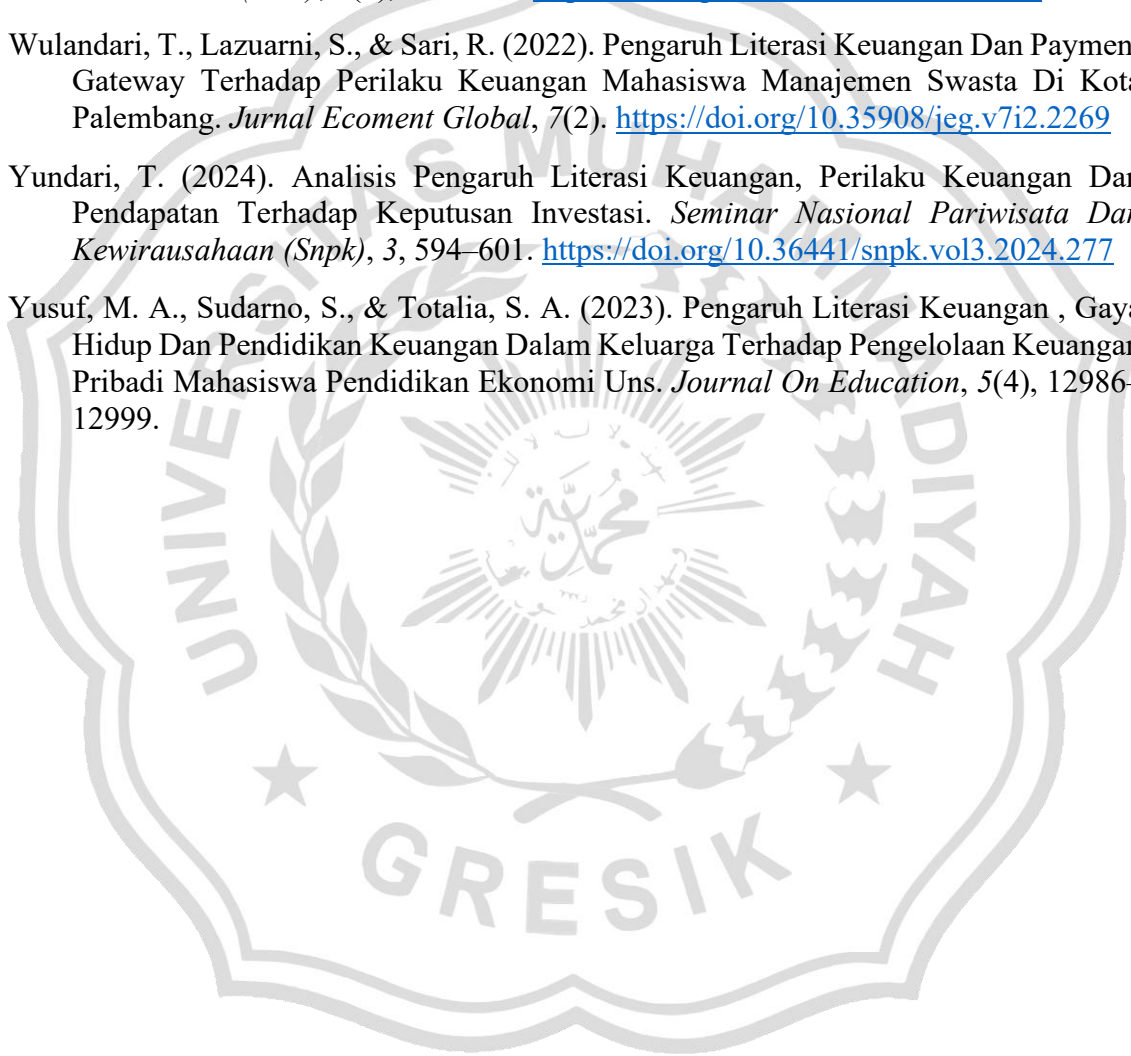 Wulandari, T., Lazuarni, S., & Sari, R. (2022). Pengaruh Literasi Keuangan Dan Paymen
Gateway Terhadap Perilaku Keuangan Mahasiswa Manajemen Swasta Di Kota
Palembang. Jurnal Ecoment Global, 7(2). https://doi.org/10.35908/jeg.v7i2.2269
Yundari, T. (2024). Analisis Pengaruh Literasi Keuangan, Perilaku Keuangan Dan
Pendapatan Terhadap Keputusan Investasi. Seminar Nasional Pariwisata Dan
Kewirausahaan (Snpk), 3, 594–601. https://doi.org/10.36441/snpk.vol3.2024.277
Yusuf, M. A., Sudarno, S., & Totalia, S. A. (2023). Pengaruh Literasi Keuangan , Gaya
Hidup Dan Pendidikan Keuangan Dalam Keluarga Terhadap Pengelolaan Keuangan
Pribadi Mahasiswa Pendidikan Ekonomi Uns. Journal On Education, 5(4), 12986–
12999.
UNIVERSITAS MUHAMMADIYAH
GRESIK